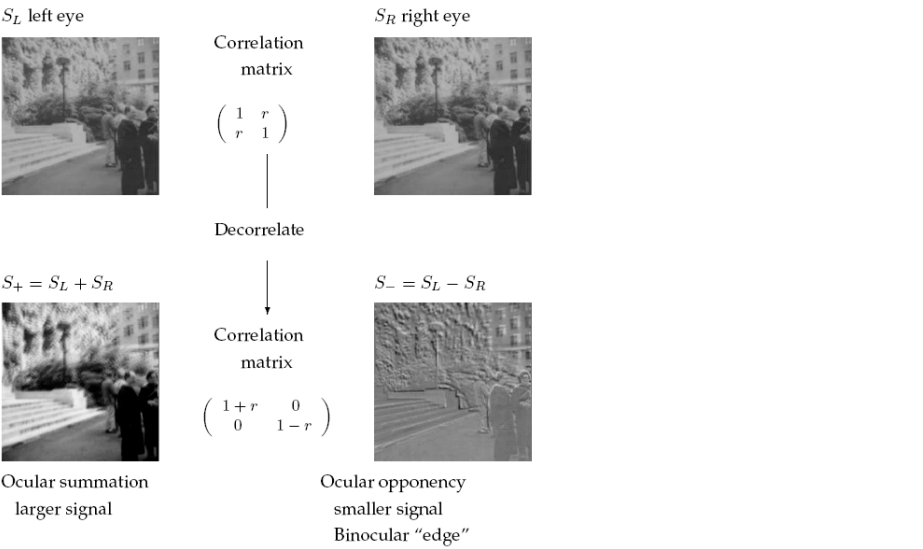 S_L left eye
S_R right eye
Correlation
matrix
( 1 r
r 1 )
Decorrelate
S_+ = S_L + S_R
S_- = S_L − S_R
Correlation
matrix
( 1 + r 0
0 1 − r )
Ocular summation
larger signal
Ocular opponency
smaller signal
Binocular “edge”